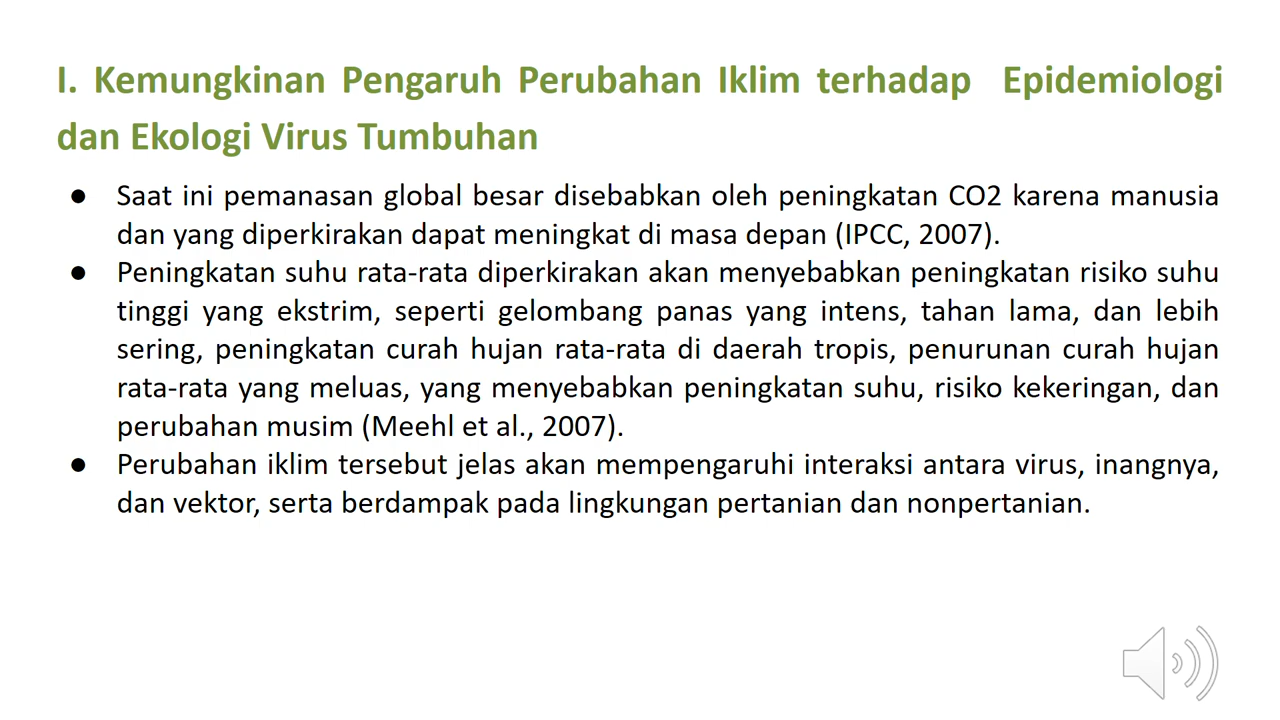 I. Kemungkinan Pengaruh Perubahan Iklim terhadap Epidemiologi
dan Ekologi Virus Tumbuhan
● Saat ini pemanasan global besar disebabkan oleh peningkatan CO2 karena manusia
dan yang diperkirakan dapat meningkat di masa depan (IPCC, 2007).
● Peningkatan suhu rata-rata diperkirakan akan menyebabkan peningkatan risiko suhu
tinggi yang ekstrim, seperti gelombang panas yang intens, tahan lama, dan lebih
sering, peningkatan curah hujan rata-rata di daerah tropis, penurunan curah hujan
rata-rata yang meluas, yang menyebabkan peningkatan suhu, risiko kekeringan, dan
perubahan musim (Meehl et al., 2007).
● Perubahan iklim tersebut jelas akan mempengaruhi interaksi antara virus, inangnya,
dan vektor, serta berdampak pada lingkungan pertanian dan nonpertanian.